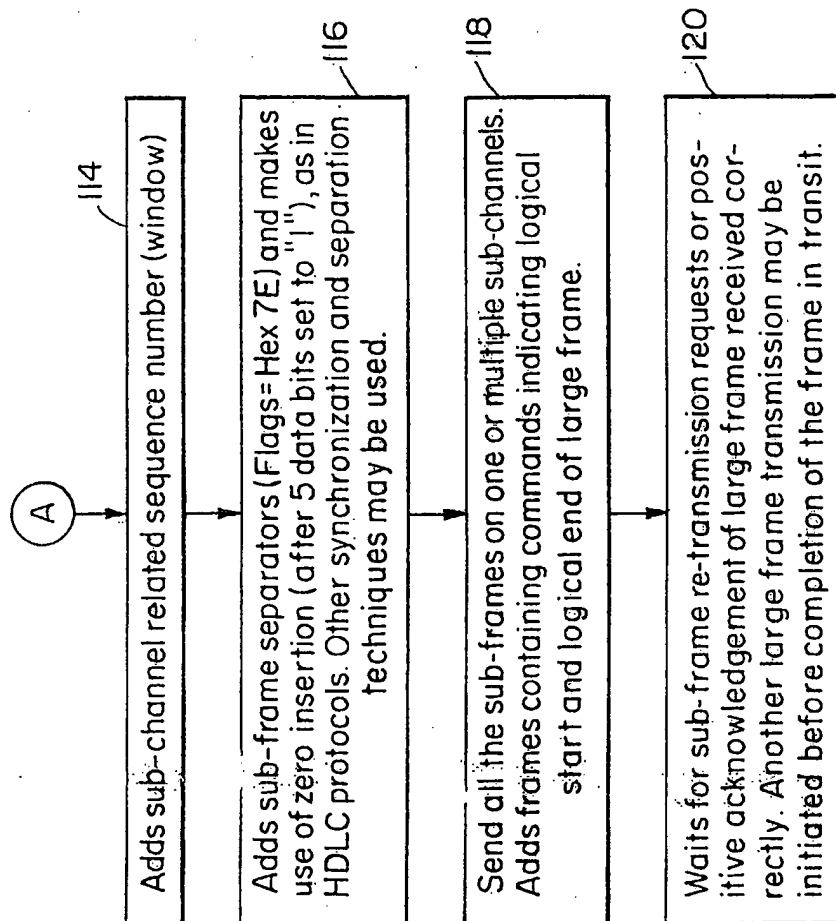 A
114
Adds sub-channel related sequence number (window)
116
Adds sub-frame separators (Flags = Hex 7E) and makes
use of zero insertion (after 5 data bits set to "1"), as in
HDLC protocols. Other synchronization and separation
techniques may be used.
118
Send all the sub-frames on one or multiple sub-channels.
Adds frames containing commands indicating logical
start and logical end of large frame.
120
Waits for sub-frame re-transmission requests or pos-
itive acknowledgement of large frame received cor-
rectly. Another large frame transmission may be
initiated before completion of the frame in transit.